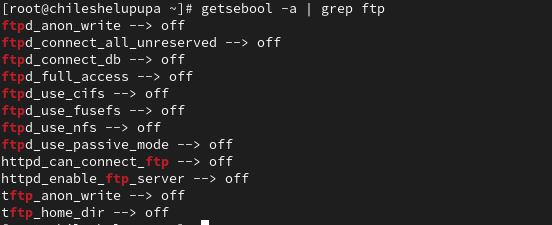 [root@chileshelupupa ~]# getsebool -a | grep ftp
ftpd_anon_write --> off
ftpd_connect_all_unreserved --> off
ftpd_connect_db --> off
ftpd_full_access --> off
ftpd_use_cifs --> off
ftpd_use_fusefs --> off
ftpd_use_nfs --> off
ftpd_use_passive_mode --> off
httpd_can_connect_ftp --> off
httpd_enable_ftp_server --> off
tftp_anon_write --> off
tftp_home_dir --> off